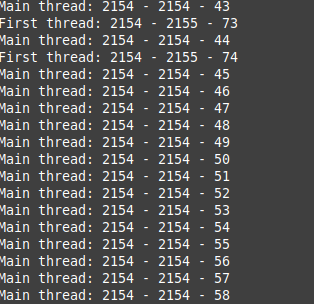 Main thread: 2154 - 2154 - 43
First thread: 2154 - 2155 - 73
Main thread: 2154 - 2154 - 44
First thread: 2154 - 2155 - 74
Main thread: 2154 - 2154 - 45
Main thread: 2154 - 2154 - 46
Main thread: 2154 - 2154 - 47
Main thread: 2154 - 2154 - 48
Main thread: 2154 - 2154 - 49
Main thread: 2154 - 2154 - 50
Main thread: 2154 - 2154 - 51
Main thread: 2154 - 2154 - 52
Main thread: 2154 - 2154 - 53
Main thread: 2154 - 2154 - 54
Main thread: 2154 - 2154 - 55
Main thread: 2154 - 2154 - 56
Main thread: 2154 - 2154 - 57
Main thread: 2154 - 2154 - 58